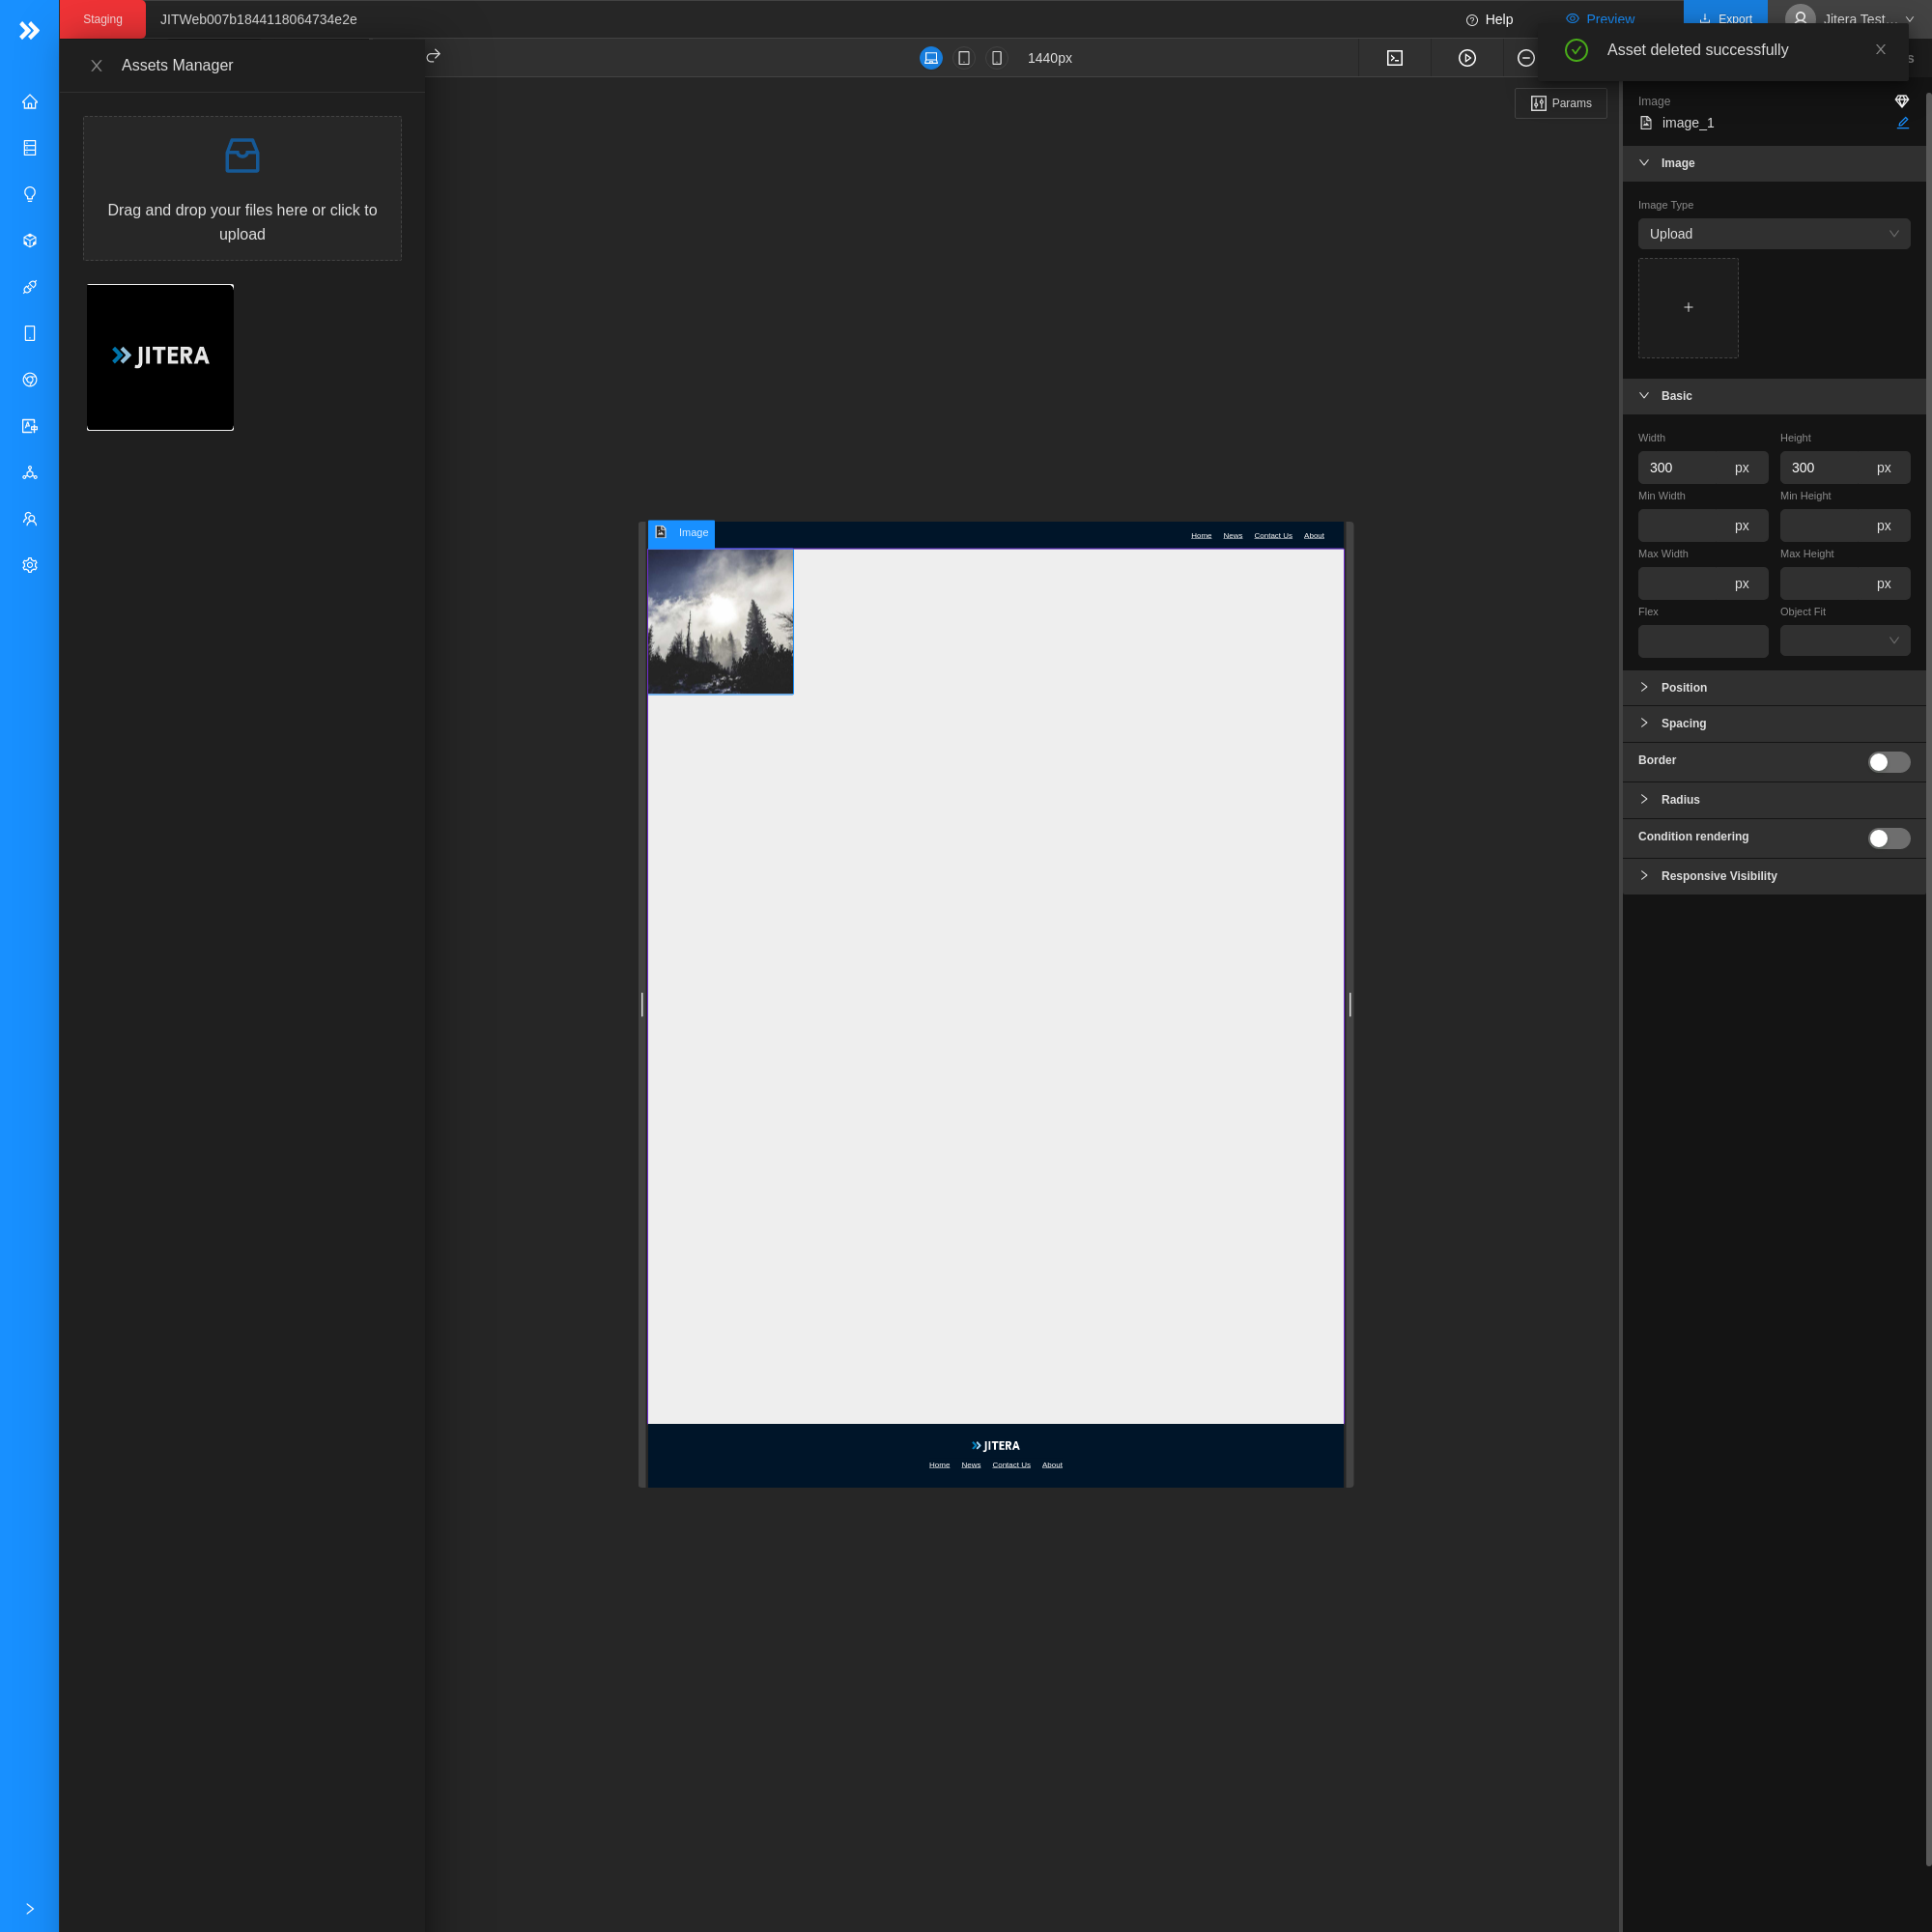 Staging
JITWeb007b1844118064734e2e
Help
Preview
Export
Jitera Test...
Asset deleted successfully
Assets Manager
1440px
Params
Drag and drop your files here or click to
upload
JITERA
Image
Home
News
Contact Us
About
JITERA
Home
News
Contact Us
About
Image
image_1
Image
Image Type
Upload
Basic
Width
Height
300
px
300
px
Min Width
Min Height
px
px
Max Width
Max Height
px
px
Flex
Object Fit
Position
Spacing
Border
Radius
Condition rendering
Responsive Visibility